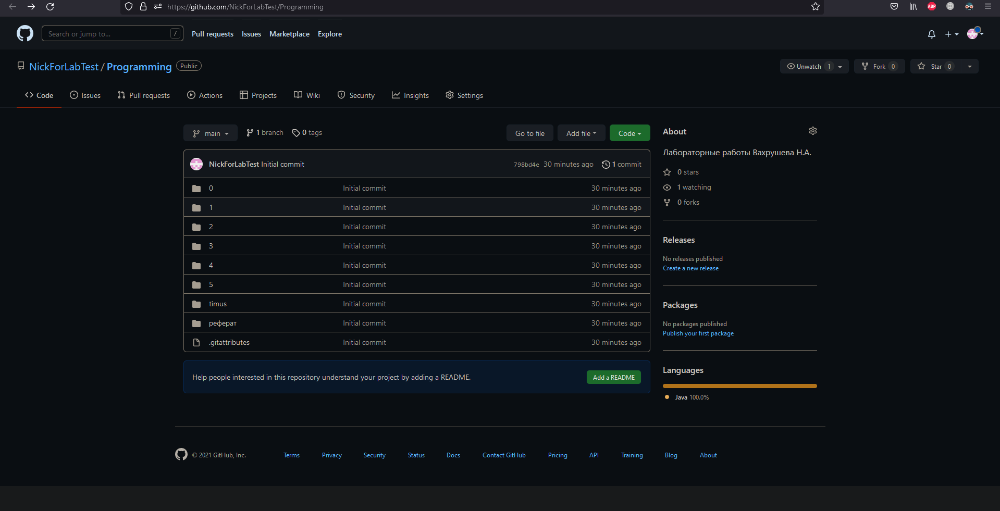 https://github.com/NickForLabTest/Programming
ABP
Search or jump to... /
Pull requests Issues Marketplace Explore
NickForLabTest / Programming Public
Unwatch 1 Fork 0 Star 0
Code Issues Pull requests Actions Projects Wiki Security Insights Settings
main 1 branch 0 tags Go to file Add file Code
NickForLabTest Initial commit 798bd4e 30 minutes ago 1 commit
0 Initial commit 30 minutes ago
1 Initial commit 30 minutes ago
2 Initial commit 30 minutes ago
3 Initial commit 30 minutes ago
4 Initial commit 30 minutes ago
5 Initial commit 30 minutes ago
timus Initial commit 30 minutes ago
реферат Initial commit 30 minutes ago
.gitattributes Initial commit 30 minutes ago
Help people interested in this repository understand your project by adding a README. Add a README
About
Лабораторные работы Вахрушева Н.А.
0 stars
1 watching
0 forks
Releases
No releases published
Create a new release
Packages
No packages published
Publish your first package
Languages
Java 100.0%
© 2021 GitHub, Inc. Terms Privacy Security Status Docs Contact GitHub Pricing API Training Blog About